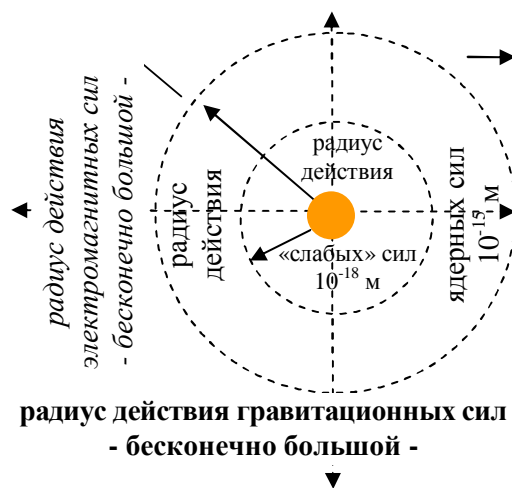 радиус действия
электромагнитных сил
- бесконечно большой -
радиус
действия
радиус
действия
«слабых» сил
10⁻¹⁸ м
ядерных сил
10⁻¹⁵ м
радиус действия гравитационных сил
- бесконечно большой -